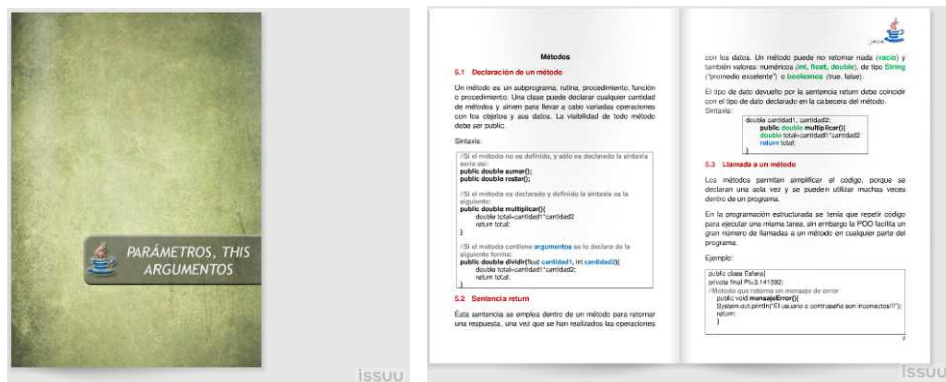 PARÁMETROS, THIS
ARGUMENTOS
issuu
Métodos
5.1 Declaración de un método
Un método es un subprograma, rutina, procedimiento, función
o procedimiento. Una clase puede declarar cualquier cantidad
de métodos y sirven para llevar a cabo variadas operaciones
con los objetos y sus datos. La visibilidad de todo método
debe ser public.
Sintaxis:
//Si el método no es definido, y sólo es declarado la sintaxis
sería así:
public double sumar();
public double restar();
//Si el método es declarado y definido la sintaxis es la
siguiente:
public double multiplicar(){
double total=cantidad1*cantidad2
return total;
}
//Si el método contiene argumentos se lo declara de la
siguiente forma:
public double dividir(float cantidad1, int cantidad2){
double total=cantidad1*cantidad2;
return total;
}
5.2 Sentencia return
Ésta sentencia se emplea dentro de un método para retornar
una respuesta, una vez que se han realizados las operaciones
java
con los datos. Un método puede no retornar nada (vacío) y
también valores: numéricos (int, float, double), de tipo String
("promedio excelente") o booleanos (true, false).
El tipo de dato devuelto por la sentencia return debe coincidir
con el tipo de dato declarado en la cabecera del método.
Sintaxis:
double cantidad1, cantidad2;
public double multiplicar(){
double total=cantidad1*cantidad2
return total;
}
5.3 Llamada a un método
Los métodos permiten simplificar el código, porque se
declaran una sola vez y se pueden utilizar muchas veces
dentro de un programa.
En la programación estructurada se tenía que repetir código
para ejecutar una misma tarea, sin embargo la POO facilita un
gran número de llamadas a un método en cualquier parte del
programa.
Ejemplo:
public class Esfera{
private final PI=3.141592;
//Método que retorna un mensaje de error
public void mensajeError(){
System.out.println("El usuario o contraseña son incorrectos!!!");
return;
}
issuu